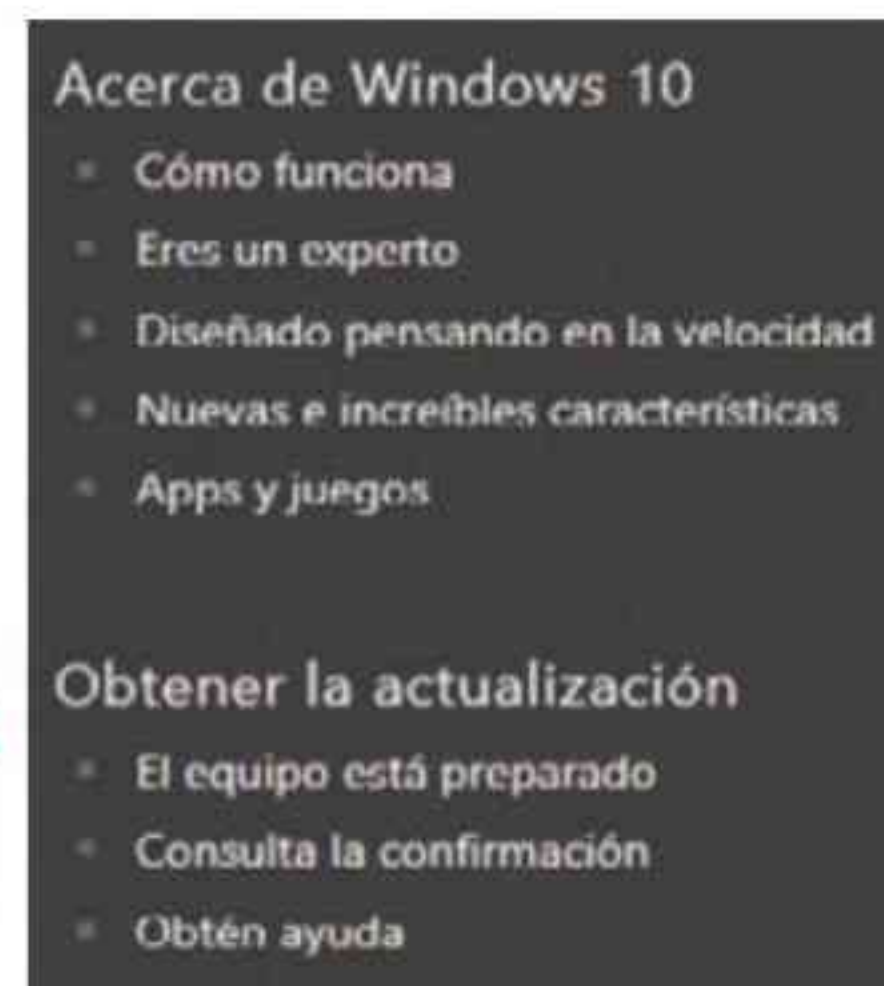 Acerca de Windows 10
Cómo funciona
Eres un experto
Diseñado pensando en la velocidad
Nuevas e increíbles características
Apps y juegos
Obtener la actualización
El equipo está preparado
Consulta la confirmación
Obtén ayuda